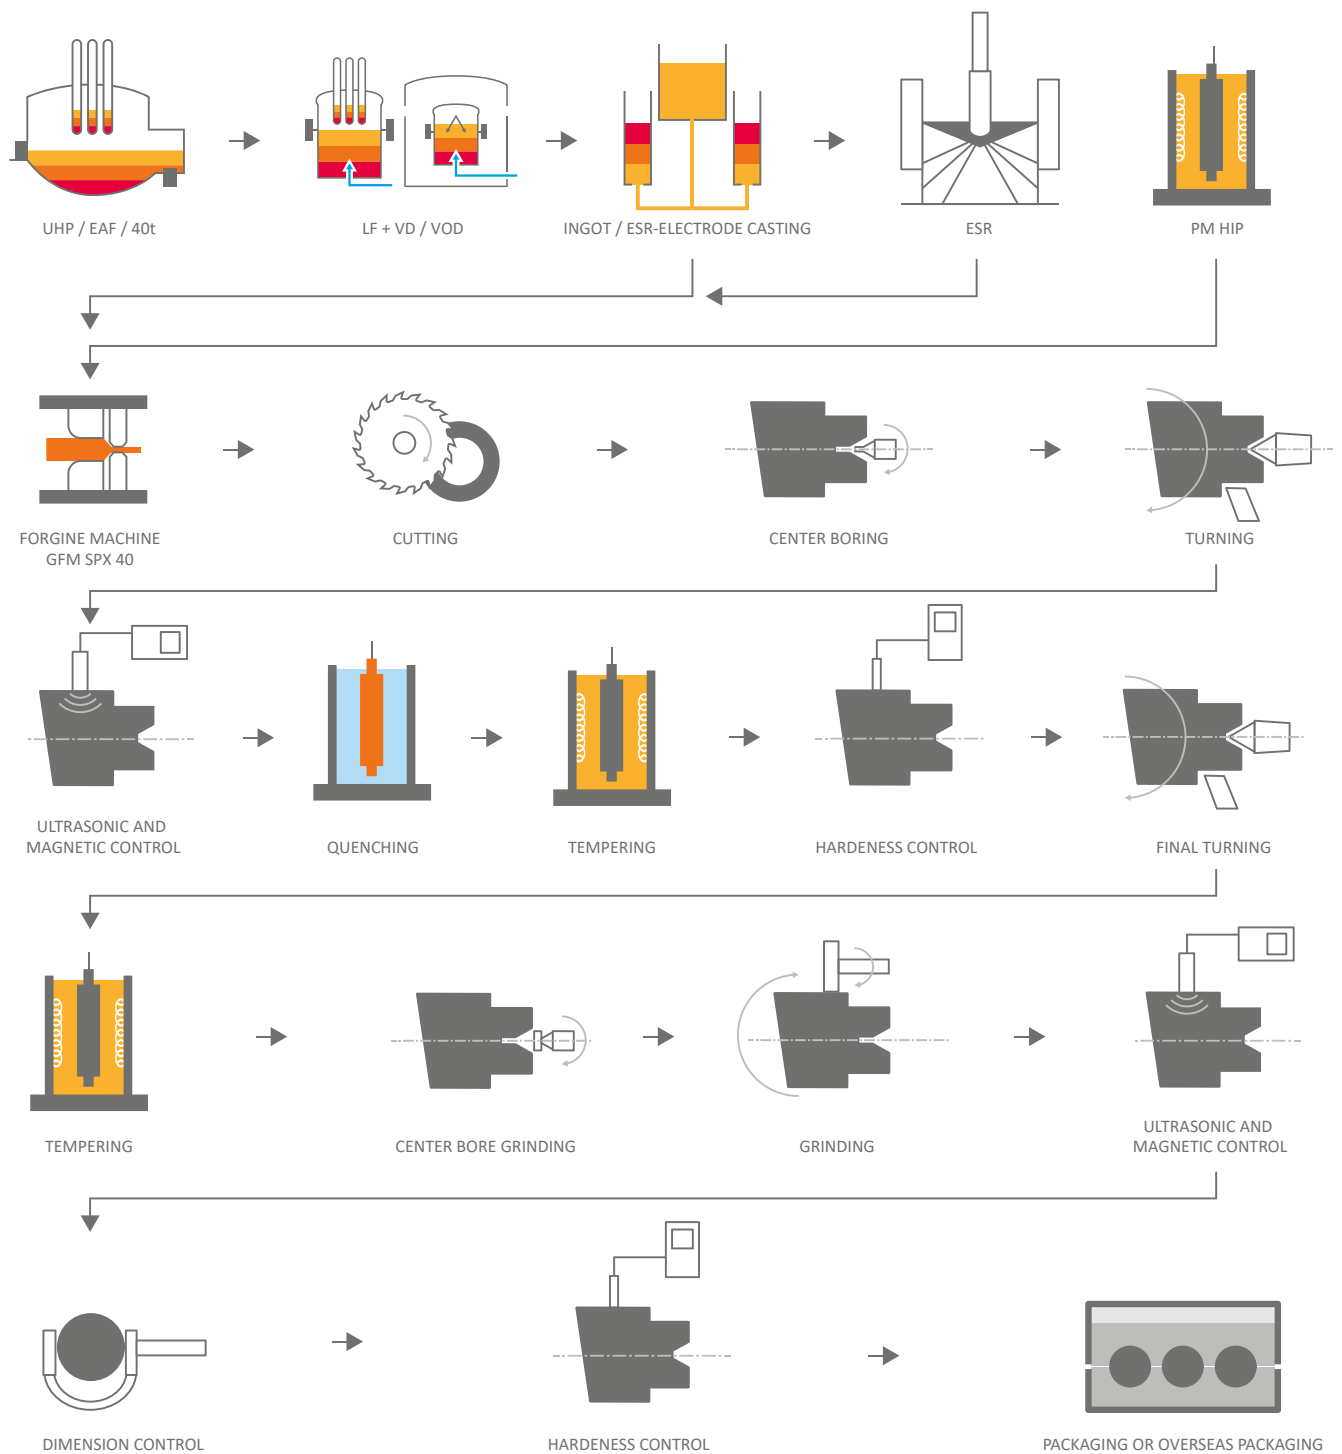 UHP / EAF / 40t
LF + VD / VOD
INGOT / ESR-ELECTRODE CASTING
ESR
PM HIP
FORGINE MACHINE
GFM SPX 40
CUTTING
CENTER BORING
TURNING
ULTRASONIC AND
MAGNETIC CONTROL
QUENCHING
TEMPERING
HARDENESS CONTROL
FINAL TURNING
TEMPERING
CENTER BORE GRINDING
GRINDING
ULTRASONIC AND
MAGNETIC CONTROL
DIMENSION CONTROL
HARDENESS CONTROL
PACKAGING OR OVERSEAS PACKAGING